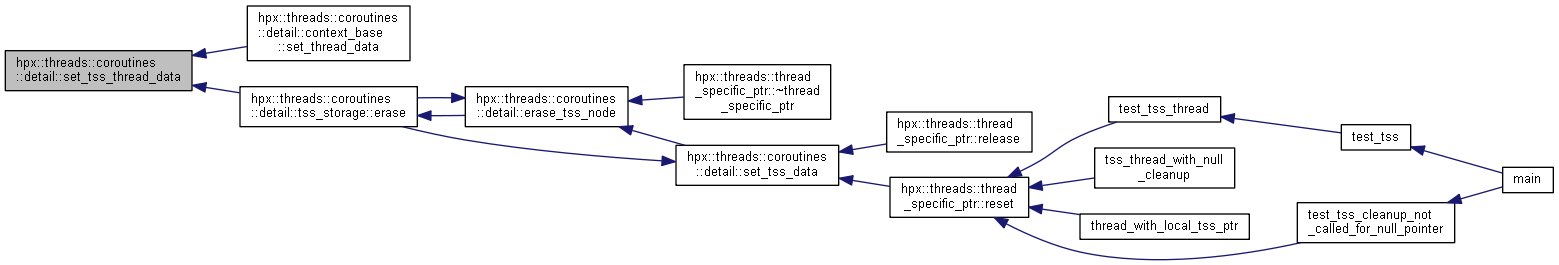 hpx::threads::coroutines
::detail::set_tss_thread_data
hpx::threads::coroutines
::detail::context_base
::set_thread_data
hpx::threads::coroutines
::detail::tss_storage::erase
hpx::threads::coroutines
::detail::erase_tss_node
hpx::threads::thread
_specific_ptr::~thread
_specific_ptr
hpx::threads::coroutines
::detail::set_tss_data
hpx::threads::thread
_specific_ptr::release
hpx::threads::thread
_specific_ptr::reset
test_tss_thread
tss_thread_with_null
_cleanup
thread_with_local_tss_ptr
test_tss
test_tss_cleanup_not
_called_for_null_pointer
main